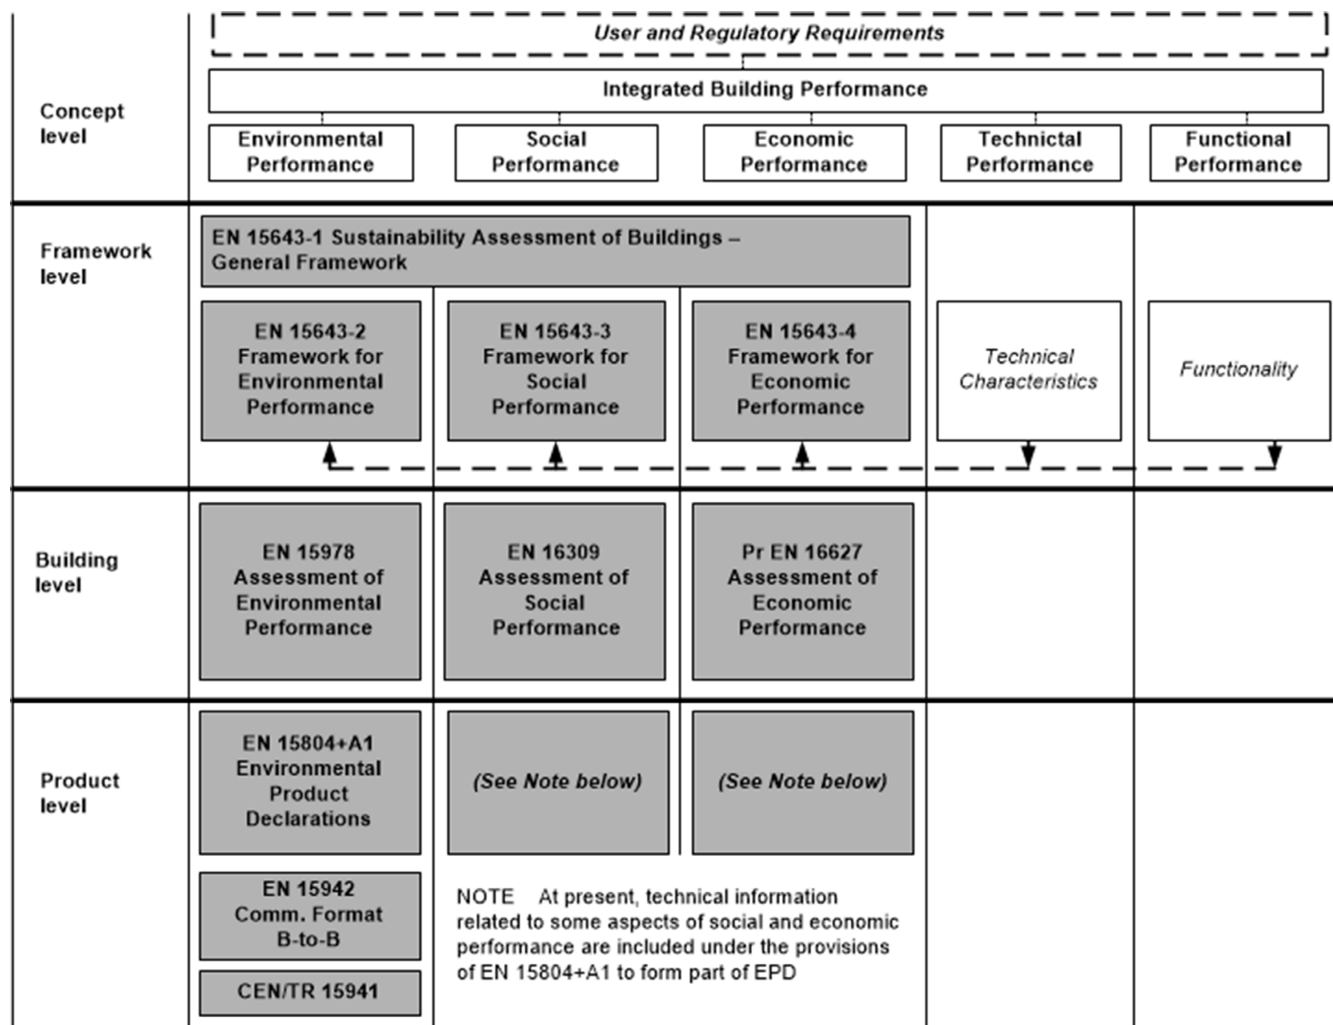 User and Regulatory Requirements
Integrated Building Performance
Concept
level
Environmental
Performance
Social
Performance
Economic
Performance
Technictal
Performance
Functional
Performance
Framework
level
EN 15643-1 Sustainability Assessment of Buildings –
General Framework
EN 15643-2
Framework for
Environmental
Performance
EN 15643-3
Framework for
Social
Performance
EN 15643-4
Framework for
Economic
Performance
Technical
Characteristics
Functionality
Building
level
EN 15978
Assessment of
Environmental
Performance
EN 16309
Assessment of
Social
Performance
Pr EN 16627
Assessment of
Economic
Performance
Product
level
EN 15804+A1
Environmental
Product
Declarations
(See Note below)
(See Note below)
EN 15942
Comm. Format
B-to-B
CEN/TR 15941
NOTE At present, technical information
related to some aspects of social and economic
performance are included under the provisions
of EN 15804+A1 to form part of EPD